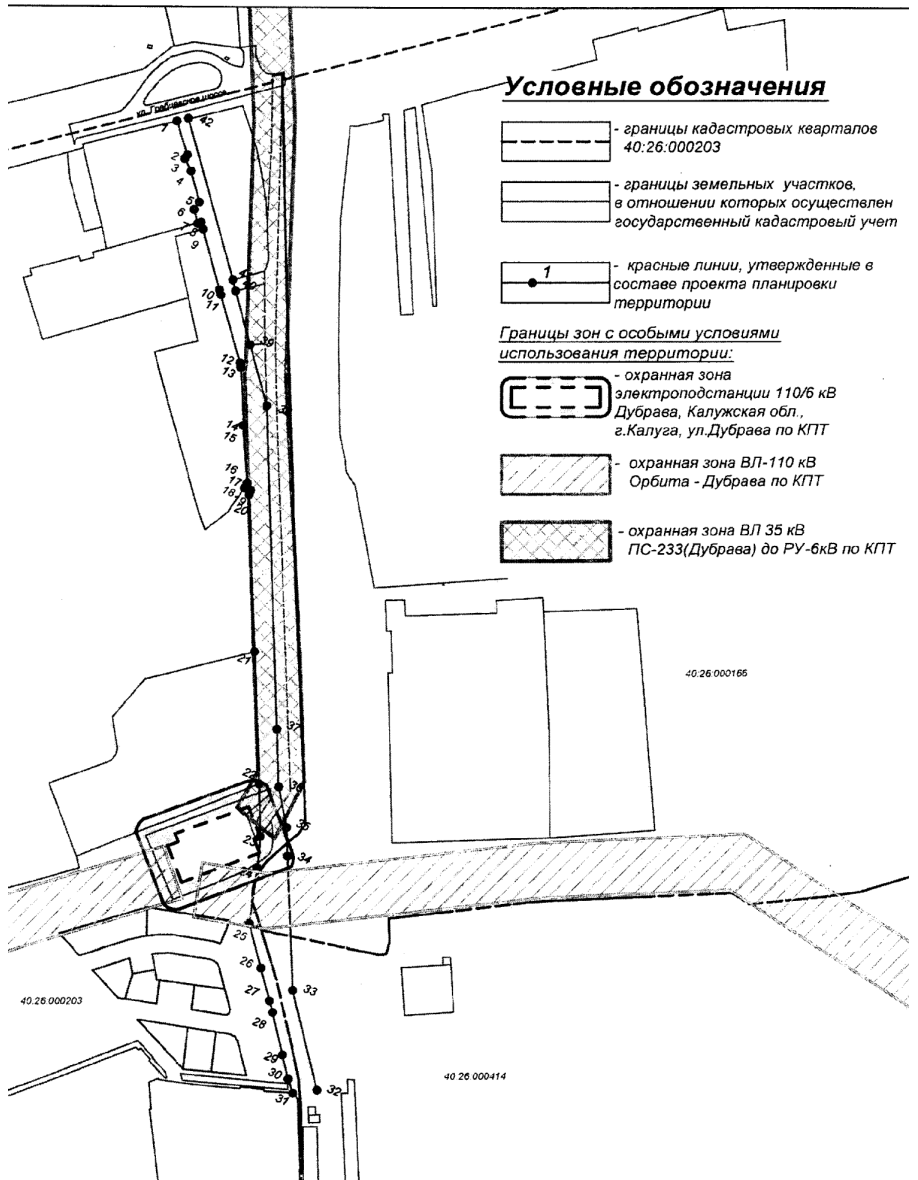 Условные обозначения
- границы кадастровых кварталов
40:26:000203
- границы земельных участков,
в отношении которых осуществлен
государственный кадастровый учет
1
- красные линии, утвержденные в
составе проекта планировки
территории
Границы зон с особыми условиями
использования территории:
- охранная зона
электроподстанции 110/6 кВ
Дубрава, Калужская обл.,
г.Калуга, ул.Дубрава по КПТ
- охранная зона ВЛ-110 кВ
Орбита - Дубрава по КПТ
- охранная зона ВЛ 35 кВ
ПС-233(Дубрава) до РУ-6кВ по КПТ
1
42
2
3
4
5
6
7
8
9
10
11
39
12
13
14
15
16
17
18
19
20
21
37
22
36
35
23
34
24
25
26
33
27
28
29
30
31
32
40:26:000165
40:26:000203
40:26:000414